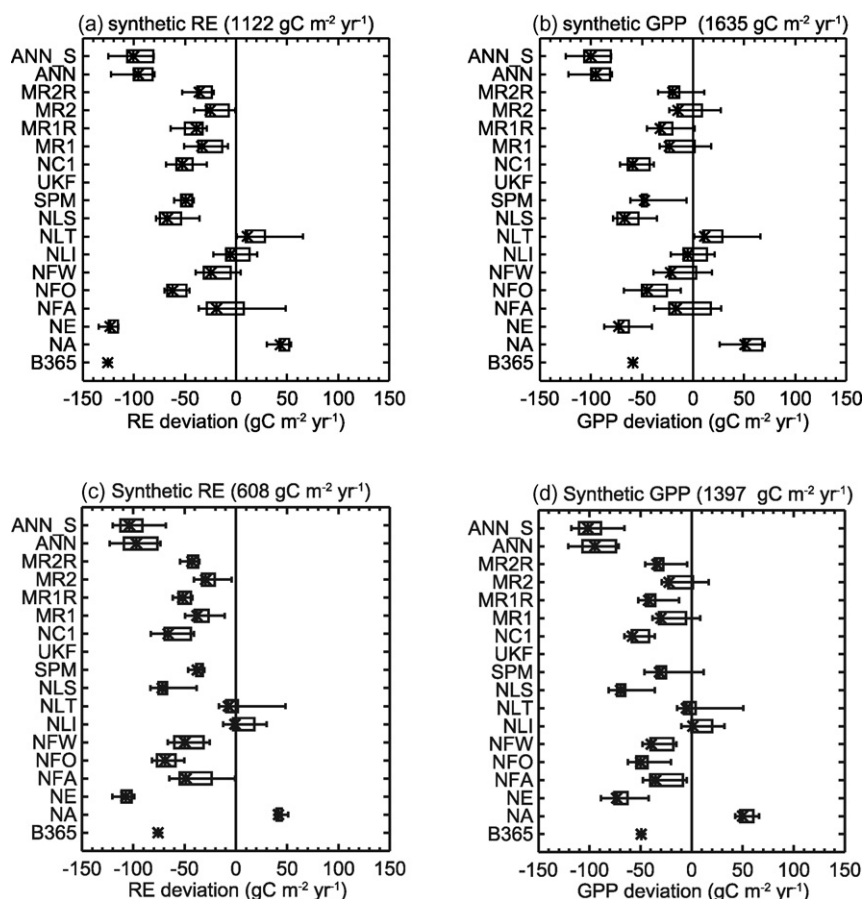 (a) synthetic RE (1122 gC m⁻² yr⁻¹)
ANN_S
ANN
MR2R
MR2
MR1R
MR1
NC1
UKF
SPM
NLS
NLT
NLI
NFW
NFO
NFA
NE
NA
B365
-150 -100 -50 0 50 100 150
RE deviation (gC m⁻² yr⁻¹)
(b) synthetic GPP (1635 gC m⁻² yr⁻¹)
ANN_S
ANN
MR2R
MR2
MR1R
MR1
NC1
UKF
SPM
NLS
NLT
NLI
NFW
NFO
NFA
NE
NA
B365
-150 -100 -50 0 50 100 150
GPP deviation (gC m⁻² yr⁻¹)
(c) Synthetic RE (608 gC m⁻² yr⁻¹)
ANN_S
ANN
MR2R
MR2
MR1R
MR1
NC1
UKF
SPM
NLS
NLT
NLI
NFW
NFO
NFA
NE
NA
B365
-150 -100 -50 0 50 100 150
RE deviation (gC m⁻² yr⁻¹)
(d) Synthetic GPP (1397 gC m⁻² yr⁻¹)
ANN_S
ANN
MR2R
MR2
MR1R
MR1
NC1
UKF
SPM
NLS
NLT
NLI
NFW
NFO
NFA
NE
NA
B365
-150 -100 -50 0 50 100 150
GPP deviation (gC m⁻² yr⁻¹)